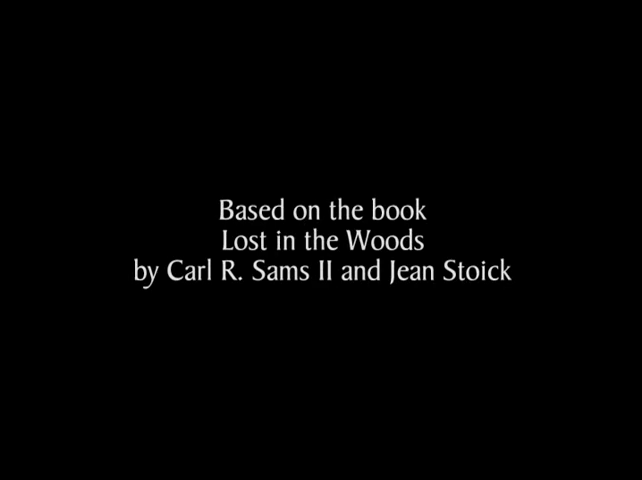 Based on the book
Lost in the Woods
by Carl R. Sams II and Jean Stoick